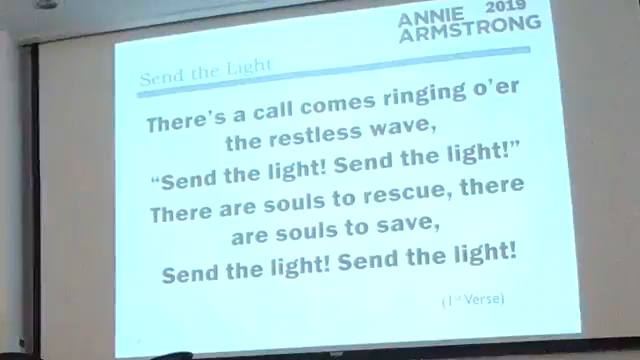 ANNIE 2019
ARMSTRONG
Send the Light
There's a call comes ringing o'er
the restless wave,
“Send the light! Send the light!”
There are souls to rescue, there
are souls to save,
Send the light! Send the light!
(1st Verse)